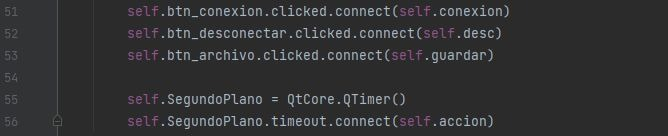 51 self.btn_conexion.clicked.connect(self.conexion)
52 self.btn_desconectar.clicked.connect(self.desc)
53 self.btn_archivo.clicked.connect(self.guardar)
54
55 self.SegundoPlano = QtCore.QTimer()
56 self.SegundoPlano.timeout.connect(self.accion)